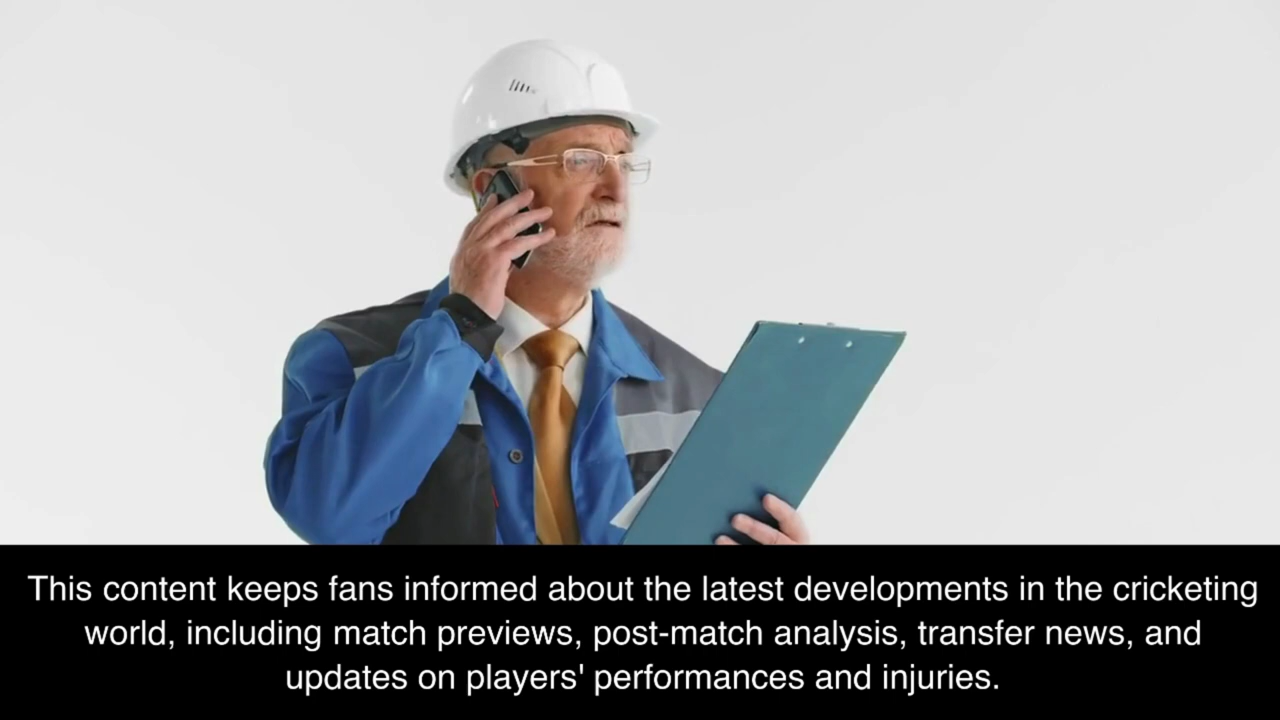 This content keeps fans informed about the latest developments in the cricketing
world, including match previews, post-match analysis, transfer news, and
updates on players' performances and injuries.